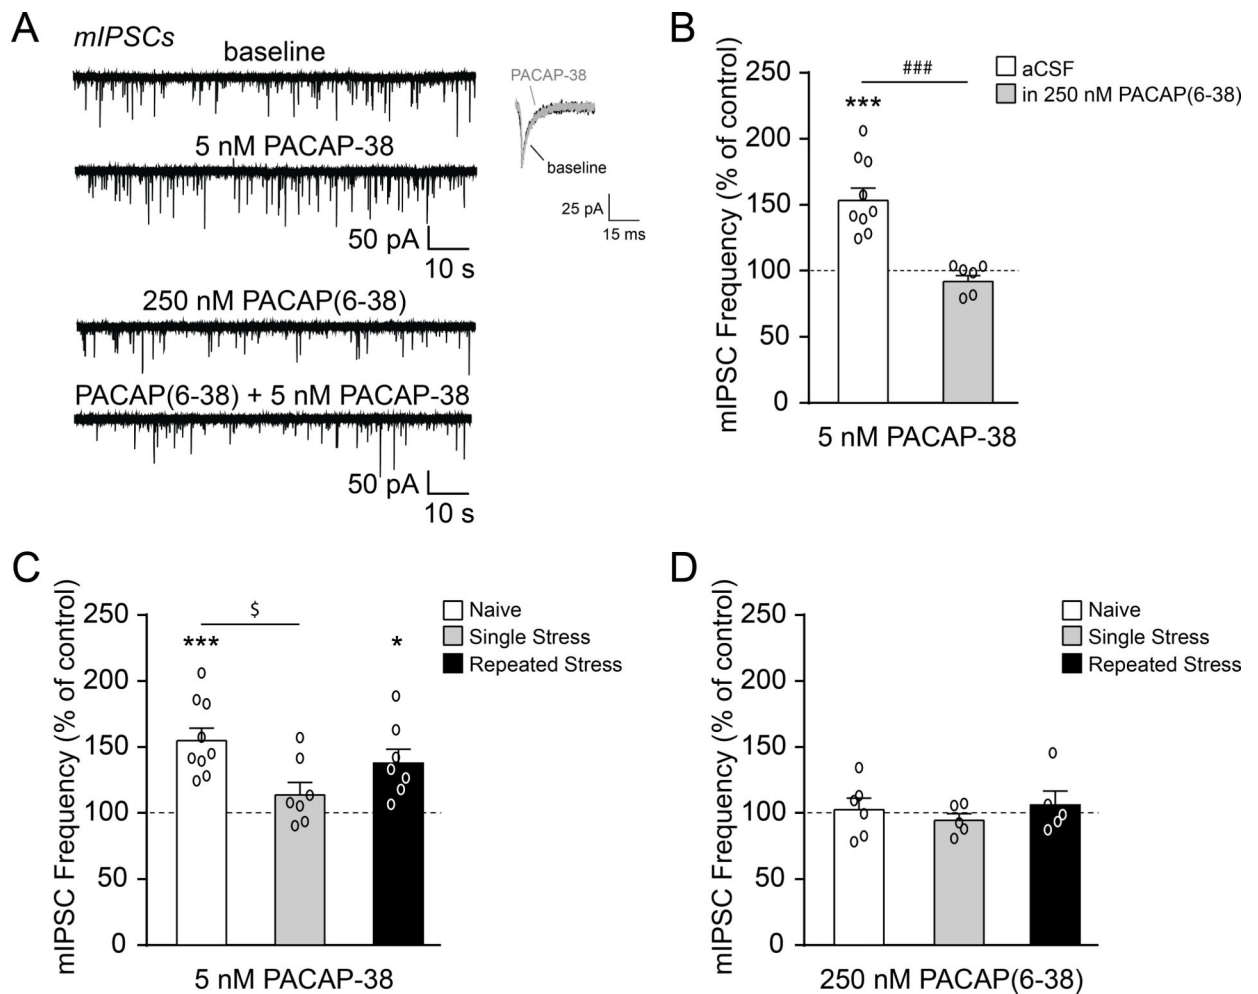 A
mIPSCs
baseline
5 nM PACAP-38
50 pA
10 s
PACAP-38
baseline
25 pA
15 ms
250 nM PACAP(6-38)
PACAP(6-38) + 5 nM PACAP-38
50 pA
10 s
B
mIPSC Frequency (% of control)
250
200
150
100
50
0
***
###
aCSF
in 250 nM PACAP(6-38)
5 nM PACAP-38
C
mIPSC Frequency (% of control)
250
200
150
100
50
0
***
$
*
Naive
Single Stress
Repeated Stress
5 nM PACAP-38
D
mIPSC Frequency (% of control)
250
200
150
100
50
0
Naive
Single Stress
Repeated Stress
250 nM PACAP(6-38)